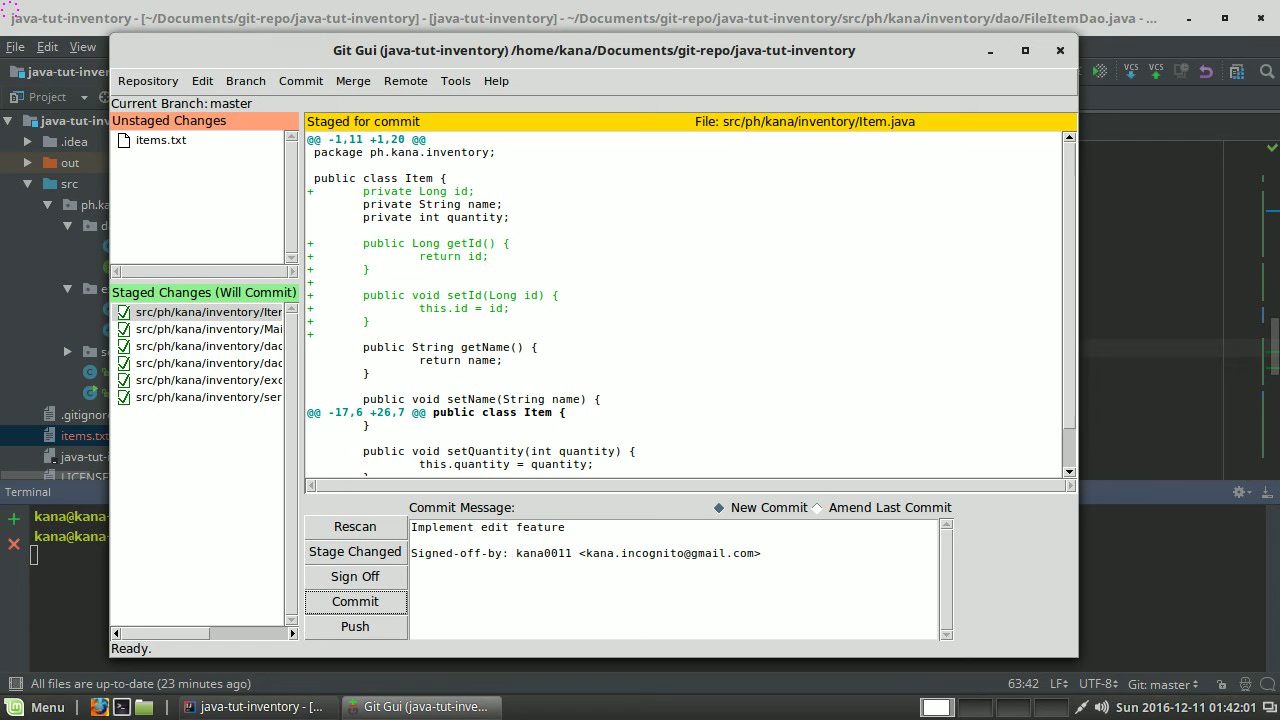 java-tut-inventory - [~/Documents/git-repo/java-tut-inventory] - [java-tut-inventory] - ~/Documents/git-repo/java-tut-inventory/src/ph/kana/inventory/dao/FileItemDao.java - ...
Git Gui (java-tut-inventory) /home/kana/Documents/git-repo/java-tut-inventory
File Edit View
Repository Edit Branch Commit Merge Remote Tools Help
java-tut-inver
Project
java-tut-inve
.idea
out
src
ph.ka
d
e
s
.gitignore
items.txt
java-tut-i
LICENSE
Current Branch: master
Unstaged Changes
items.txt
Staged Changes (Will Commit)
src/ph/kana/inventory/Iter
src/ph/kana/inventory/Mai
src/ph/kana/inventory/dao
src/ph/kana/inventory/dao
src/ph/kana/inventory/exc
src/ph/kana/inventory/ser
Staged for commit File: src/ph/kana/inventory/Item.java
@@ -1,11 +1,20 @@
package ph.kana.inventory;
public class Item {
+ private Long id;
private String name;
private int quantity;
+ public Long getId() {
+ return id;
+ }
+
+ public void setId(Long id) {
+ this.id = id;
+ }
+
public String getName() {
return name;
}
public void setName(String name) {
@@ -17,6 +26,7 @@ public class Item {
}
public void setQuantity(int quantity) {
this.quantity = quantity;
Commit Message: New Commit Amend Last Commit
Rescan
Stage Changed
Sign Off
Commit
Push
Implement edit feature
Signed-off-by: kana0011 <kana.incognito@gmail.com>
Ready.
Terminal
kana@kana-
kana@kana-
All files are up-to-date (23 minutes ago)
63:42 LF UTF-8 Git: master
Menu
java-tut-inventory - [...
Git Gui (java-tut-inve...
Sun 2016-12-11 01:42:01